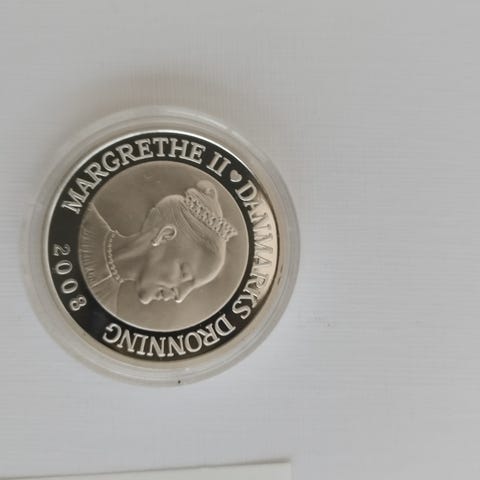 MARGRETHE II ♥ DANMARKS DRONNING
2008